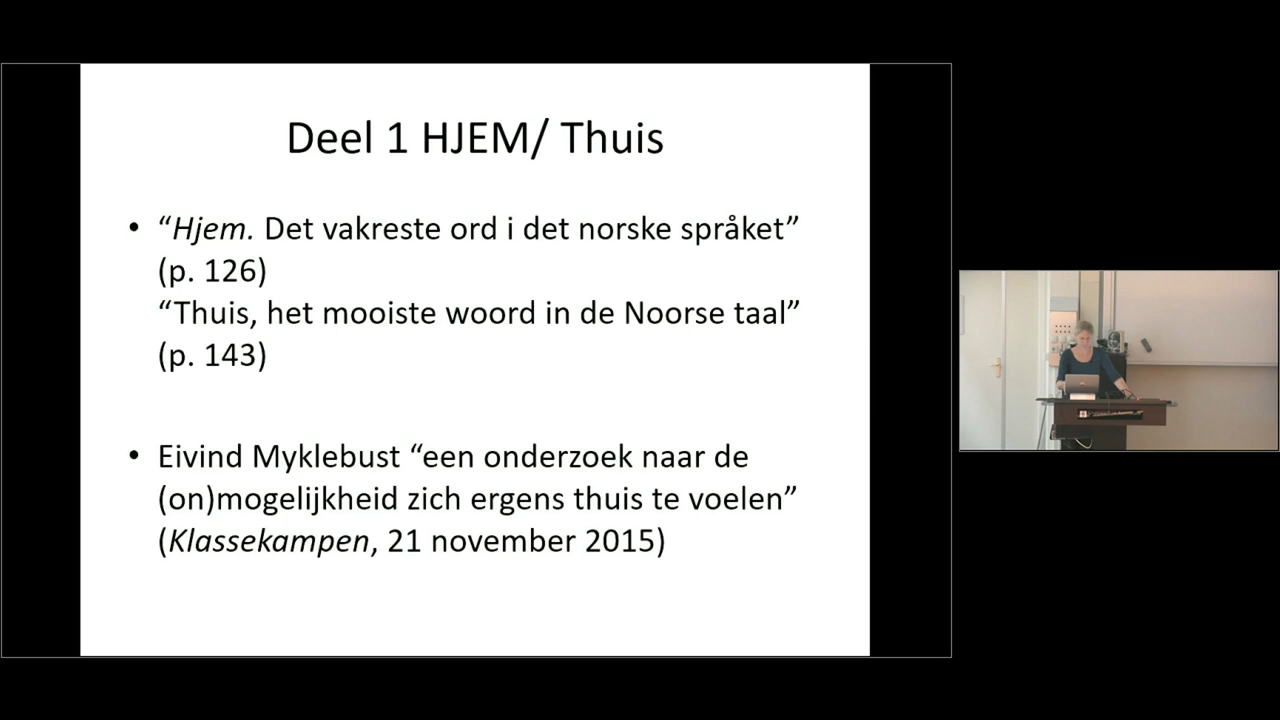 Deel 1 HJEM/ Thuis
• “Hjem. Det vakreste ord i det norske språket”
(p. 126)
“Thuis, het mooiste woord in de Noorse taal”
(p. 143)
• Eivind Myklebust “een onderzoek naar de
(on)mogelijkheid zich ergens thuis te voelen”
(Klassekampen, 21 november 2015)